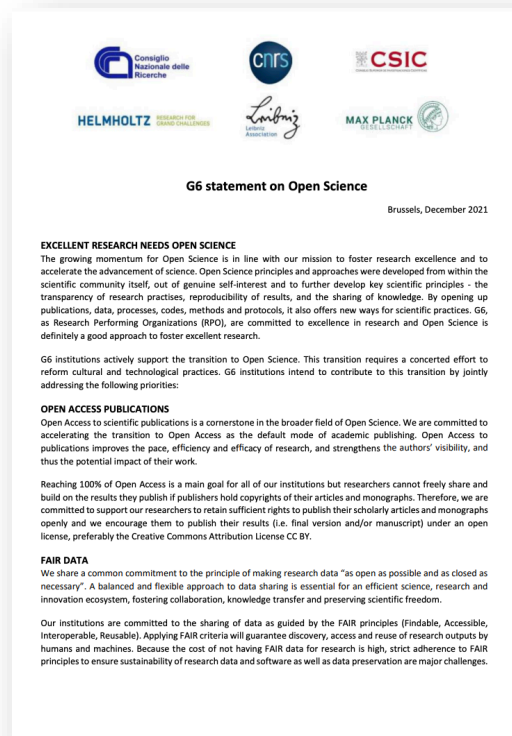 Consiglio
Nazionale delle
Ricerche
cnrs
CSIC
HELMHOLTZ RESEARCH FOR
GRAND CHALLENGES
Leibniz
Leibniz
Association
MAX PLANCK
GESELLSCHAFT
G6 statement on Open Science
Brussels, December 2021
EXCELLENT RESEARCH NEEDS OPEN SCIENCE
The growing momentum for Open Science is in line with our mission to foster research excellence and to
accelerate the advancement of science. Open Science principles and approaches were developed from within the
scientific community itself, out of genuine self-interest and to further develop key scientific principles - the
transparency of research practises, reproducibility of results, and the sharing of knowledge. By opening up
publications, data, processes, codes, methods and protocols, it also offers new ways for scientific practices. G6,
as Research Performing Organizations (RPO), are committed to excellence in research and Open Science is
definitely a good approach to foster excellent research.
G6 institutions actively support the transition to Open Science. This transition requires a concerted effort to
reform cultural and technological practices. G6 institutions intend to contribute to this transition by jointly
addressing the following priorities:
OPEN ACCESS PUBLICATIONS
Open Access to scientific publications is a cornerstone in the broader field of Open Science. We are committed to
accelerating the transition to Open Access as the default mode of academic publishing. Open Access to
publications improves the pace, efficiency and efficacy of research, and strengthens the authors' visibility, and
thus the potential impact of their work.
Reaching 100% of Open Access is a main goal for all of our institutions but researchers cannot freely share and
build on the results they publish if publishers hold copyrights of their articles and monographs. Therefore, we are
committed to support our researchers to retain sufficient rights to publish their scholarly articles and monographs
openly and we encourage them to publish their results (i.e. final version and/or manuscript) under an open
license, preferably the Creative Commons Attribution License CC BY.
FAIR DATA
We share a common commitment to the principle of making research data "as open as possible and as closed as
necessary". A balanced and flexible approach to data sharing is essential for an efficient science, research and
innovation ecosystem, fostering collaboration, knowledge transfer and preserving scientific freedom.
Our institutions are committed to the sharing of data as guided by the FAIR principles (Findable, Accessible,
Interoperable, Reusable). Applying FAIR criteria will guarantee discovery, access and reuse of research outputs by
humans and machines. Because the cost of not having FAIR data for research is high, strict adherence to FAIR
principles to ensure sustainability of research data and software as well as data preservation are major challenges.